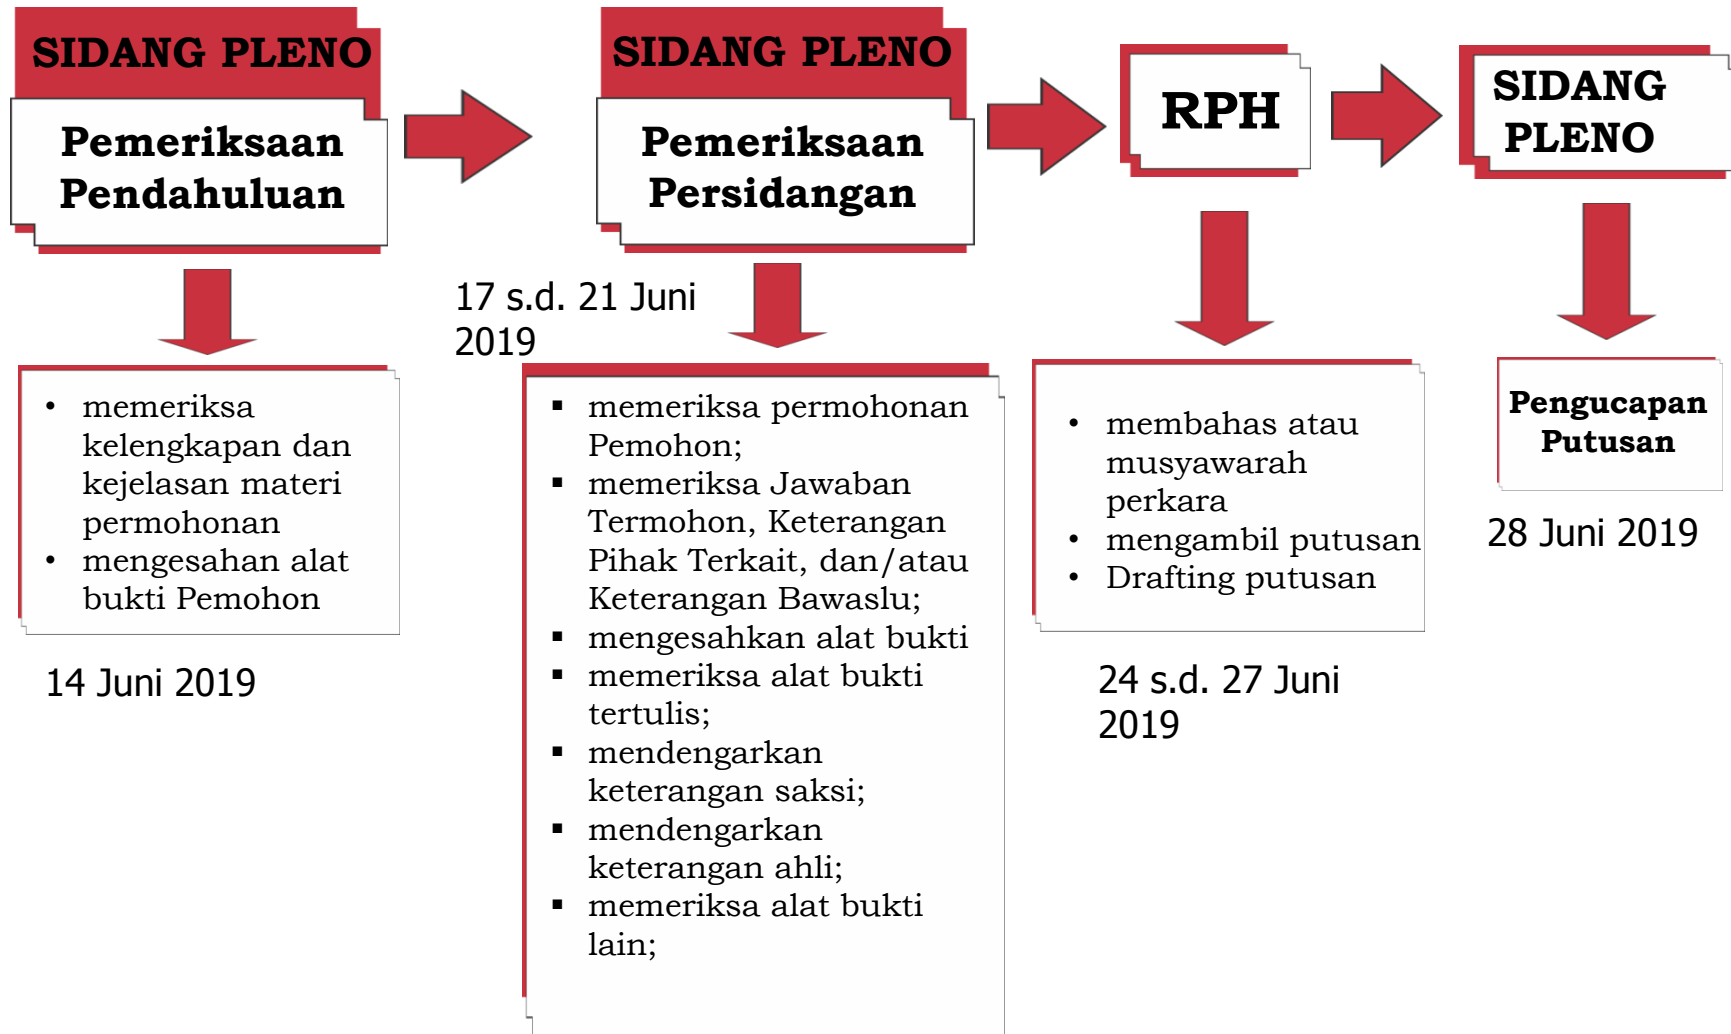 SIDANG PLENO
Pemeriksaan
Pendahuluan
• memeriksa
kelengkapan dan
kejelasan materi
permohonan
• mengesahan alat
bukti Pemohon
14 Juni 2019
SIDANG PLENO
Pemeriksaan
Persidangan
17 s.d. 21 Juni
2019
▪ memeriksa permohonan
Pemohon;
▪ memeriksa Jawaban
Termohon, Keterangan
Pihak Terkait, dan/atau
Keterangan Bawaslu;
▪ mengesahkan alat bukti
▪ memeriksa alat bukti
tertulis;
▪ mendengarkan
keterangan saksi;
▪ mendengarkan
keterangan ahli;
▪ memeriksa alat bukti
lain;
RPH
• membahas atau
musyawarah
perkara
• mengambil putusan
• Drafting putusan
24 s.d. 27 Juni
2019
SIDANG
PLENO
Pengucapan
Putusan
28 Juni 2019